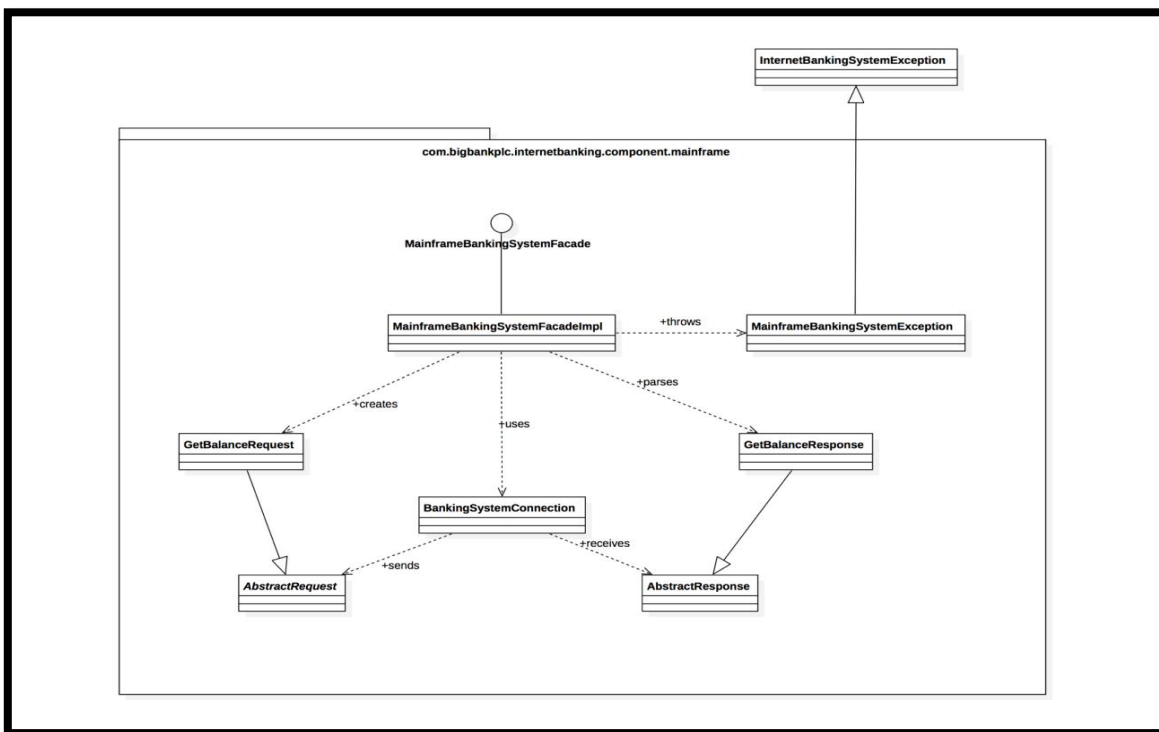 InternetBankingSystemException
com.bigbankplc.internetbanking.component.mainframe
MainframeBankingSystemFacade
MainframeBankingSystemFacadeImpl
+throws
MainframeBankingSystemException
+creates
+uses
+parses
GetBalanceRequest
GetBalanceResponse
BankingSystemConnection
+sends
+receives
AbstractRequest
AbstractResponse